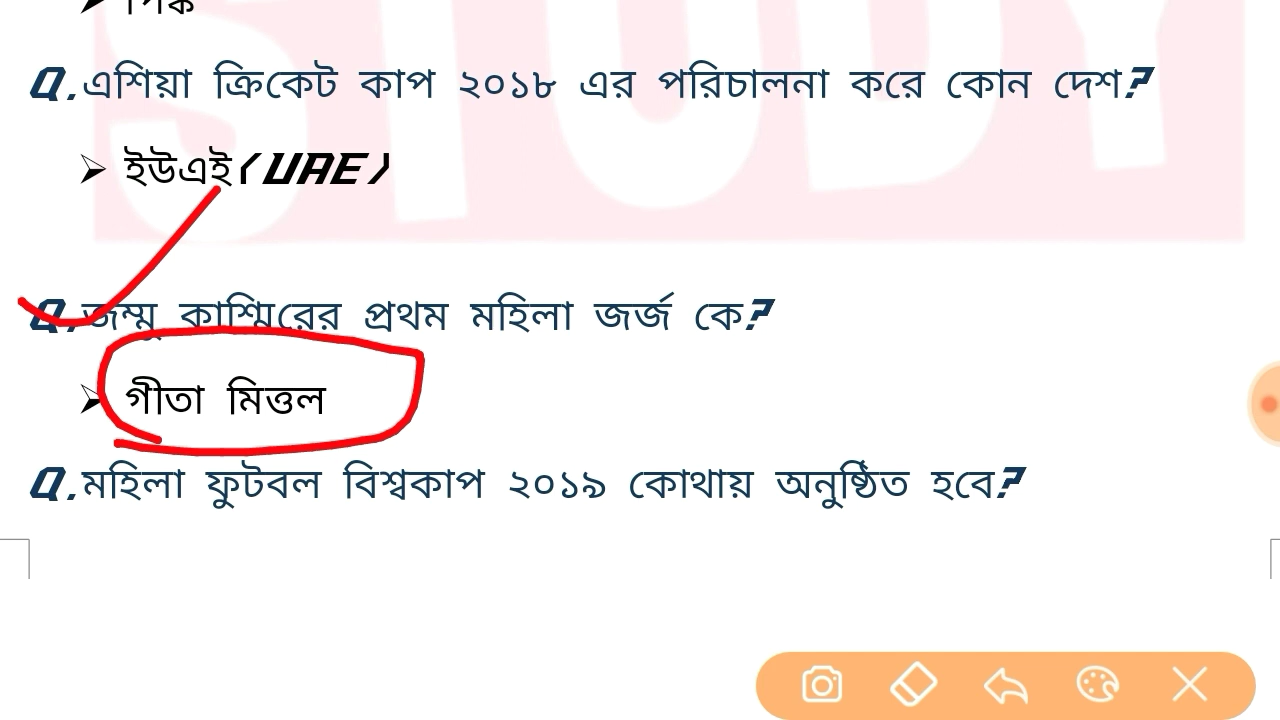 পিঙ্ক
Q.এশিয়া ক্রিকেট কাপ ২০১৮ এর পরিচালনা করে কোন দেশ?
ইউএই(UAE)
Q.জম্মু কাশ্মিরের প্রথম মহিলা জর্জ কে?
গীতা মিত্তল
Q.মহিলা ফুটবল বিশ্বকাপ ২০১৯ কোথায় অনুষ্ঠিত হবে?
STUDY